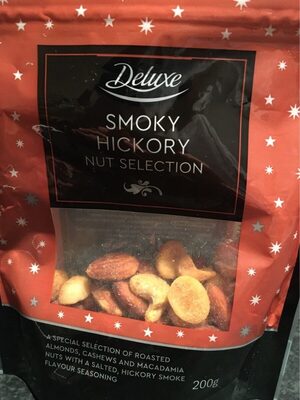 Deluxe
SMOKY
HICKORY
NUT SELECTION
A SPECIAL SELECTION OF ROASTED
ALMONDS, CASHEWS AND MACADAMIA
NUTS WITH A SALTED, HICKORY SMOKE
FLAVOUR SEASONING
200g